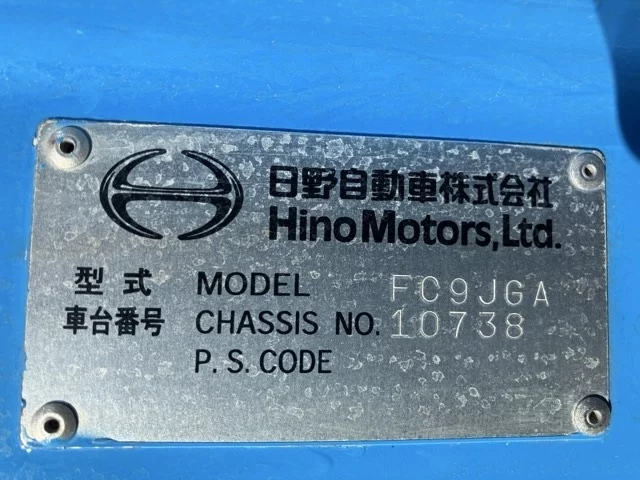 日野自動車株式会社
Hino Motors, Ltd.
型式 MODEL FC9JGA
車台番号 CHASSIS NO. 10738
P.S.CODE